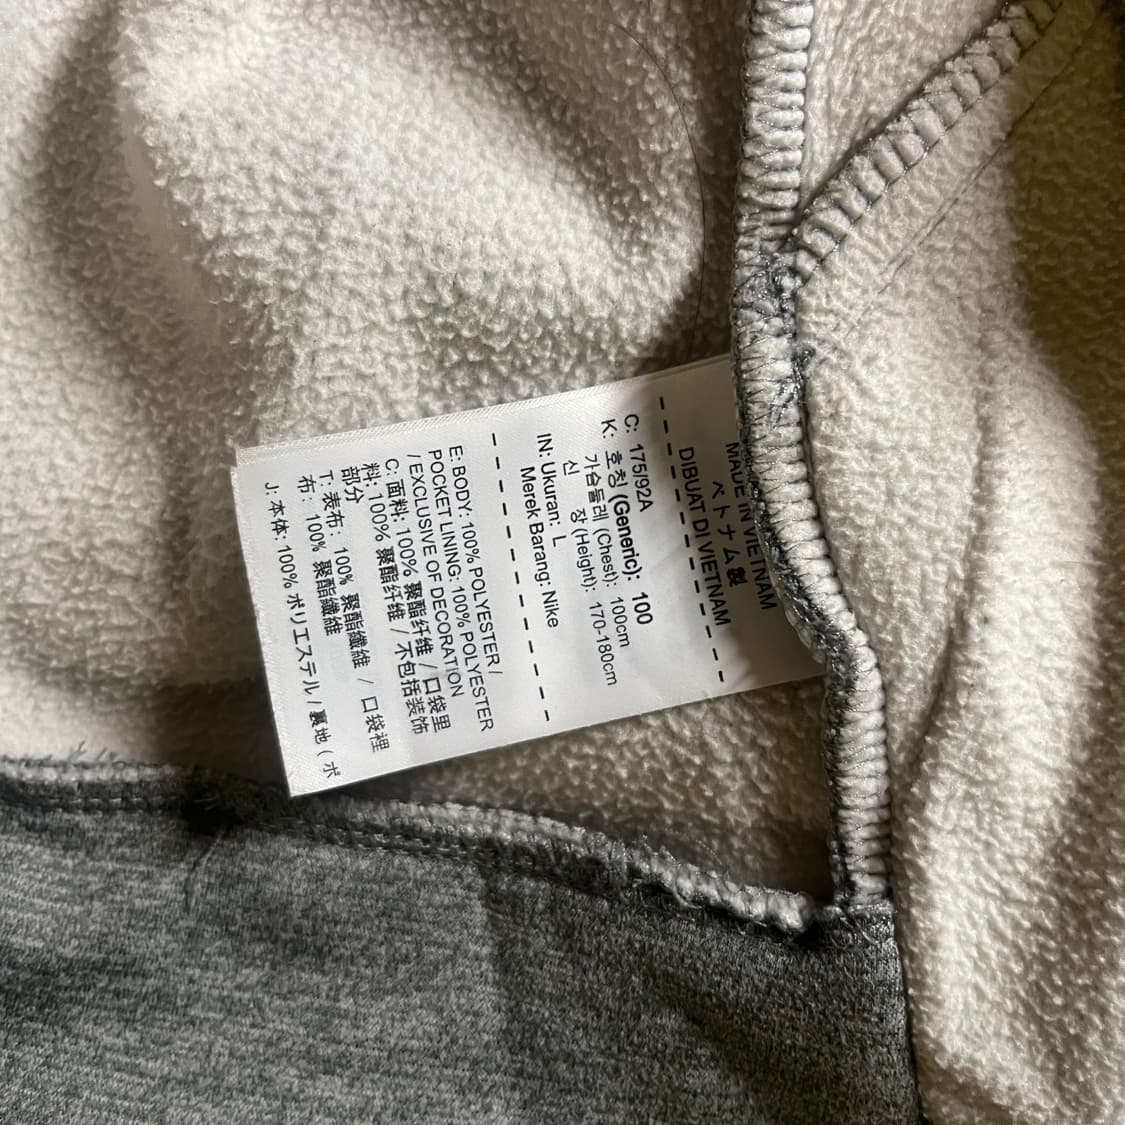 MADE IN VIETNAM
ベトナム製
DIBUAT DI VIETNAM
C: 175/92A
K: 호칭 (Generic): 100
가슴둘레 (Chest): 100cm
신 장 (Height): 170-180cm
IN: Ukuran: L
Merek Barang: Nike
E: BODY: 100% POLYESTER /
POCKET LINING: 100% POLYESTER
/ EXCLUSIVE OF DECORATION
C: 面料: 100% 聚酯纤维 / 口袋里
料: 100% 聚酯纤维 / 不包括装饰
部分
T: 表布: 100% 聚酯纖維 / 口袋裡
布: 100% 聚酯纖維
J: 本体: 100% ポリエステル / 裏地 (ポ